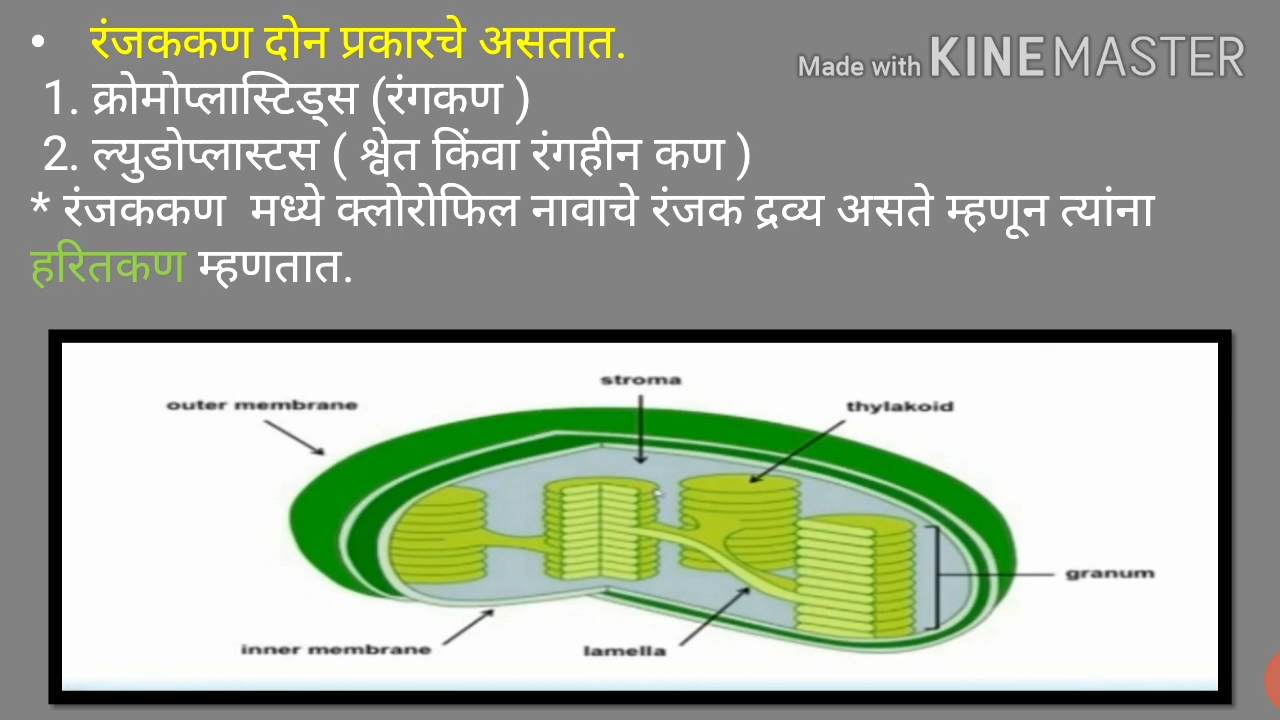 • रंजककण दोन प्रकारचे असतात.
Made with KINEMASTER
1. क्रोमोप्लास्टिड्स (रंगकण )
2. ल्युडोप्लास्टस ( श्वेत किंवा रंगहीन कण )
* रंजककण मध्ये क्लोरोफिल नावाचे रंजक द्रव्य असते म्हणून त्यांना
हरितकण म्हणतात.
stroma
outer membrane
thylakoid
granum
inner membrane
lamella